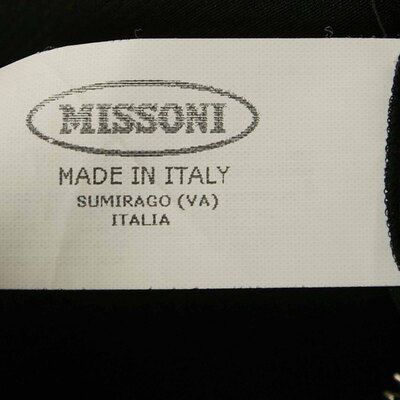 MISSONI
MADE IN ITALY
SUMIRAGO (VA)
ITALIA